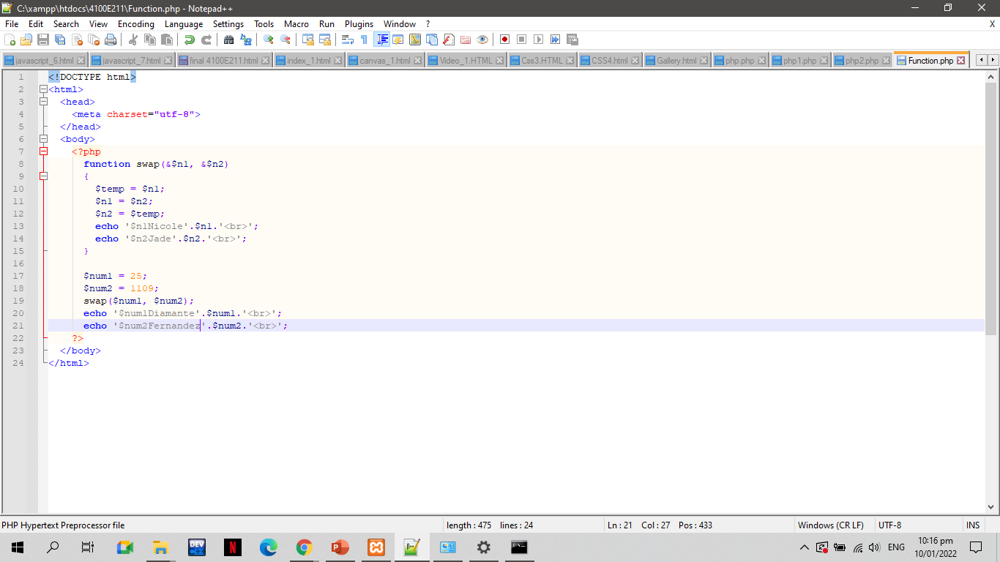 C:\xampp\htdocs\4100E211\Function.php - Notepad++
File Edit Search View Encoding Language Settings Tools Macro Run Plugins Window ? X
javascript_6.html javascript_7.html final 4100E211.html index_1.html canvas_1.html Video_1.HTML Css3.HTML CSS4.html Gallery.html php.php php1.php php2.php Function.php
1 <!DOCTYPE html>
2 <html>
3 <head>
4 <meta charset="utf-8">
5 </head>
6 <body>
7 <?php
8 function swap(&$n1, &$n2)
9 {
10 $temp = $n1;
11 $n1 = $n2;
12 $n2 = $temp;
13 echo '$n1Nicole'.$n1.'<br>';
14 echo '$n2Jade'.$n2.'<br>';
15 }
16
17 $num1 = 25;
18 $num2 = 1109;
19 swap($num1, $num2);
20 echo '$num1Diamante'.$num1.'<br>';
21 echo '$num2Fernandez'.$num2.'<br>';
22 ?>
23 </body>
24 </html>
PHP Hypertext Preprocessor file length : 475 lines : 24 Ln : 21 Col : 27 Pos : 433 Windows (CR LF) UTF-8 INS
DEV C++ N P ENG 10:16 pm
10/01/2022